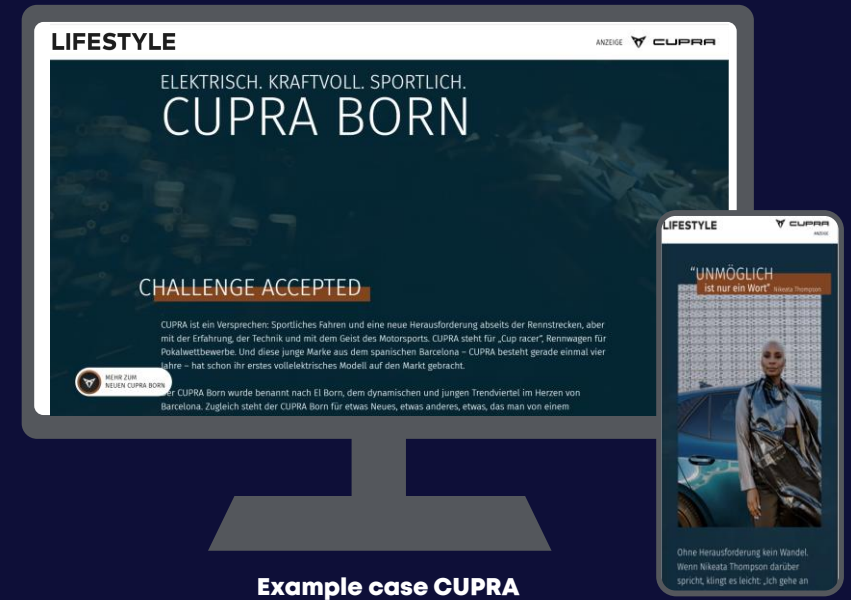 LIFESTYLE
ANZEIGE CUPRA
ELEKTRISCH. KRAFTVOLL. SPORTLICH.
CUPRA BORN
CHALLENGE ACCEPTED
CUPRA ist ein Versprechen: Sportliches Fahren und eine neue Herausforderung abseits der Rennstrecken, aber
mit der Erfahrung, der Technik und mit dem Geist des Motorsports. CUPRA steht für „Cup racer“, Rennwagen für
Pokalwettbewerbe. Und diese junge Marke aus dem spanischen Barcelona – CUPRA besteht gerade einmal vier
Jahre – hat schon ihr erstes vollelektrisches Modell auf den Markt gebracht.
MEHR ZUM
NEUEN CUPRA BORN
er CUPRA Born wurde benannt nach El Born, dem dynamischen und jungen Trendviertel im Herzen von
Barcelona. Zugleich steht der CUPRA Born für etwas Neues, etwas anderes, etwas, das man von einem
LIFESTYLE
CUPRA
ANZEIGE
“UNMÖGLICH
ist nur ein Wort” Nikeata Thompson
Ohne Herausforderung kein Wandel.
Wenn Nikeata Thompson darüber
spricht, klingt es leicht: „Ich gehe an
Example case CUPRA